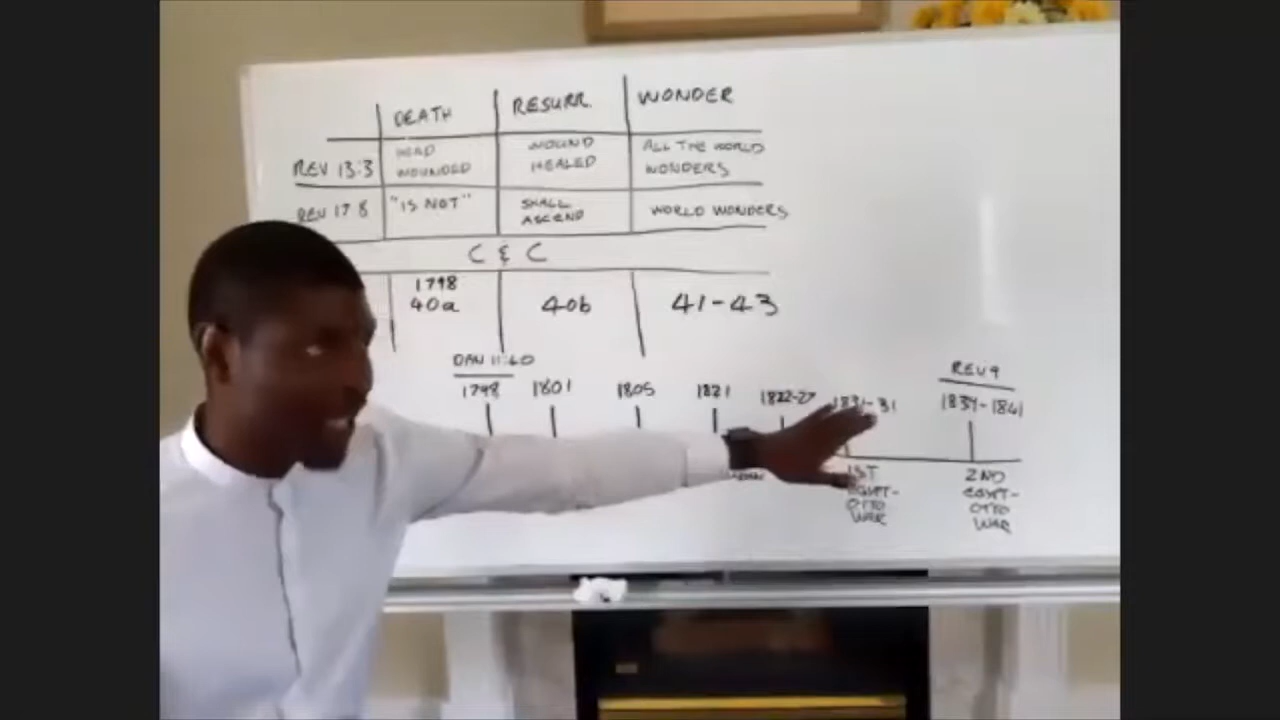 DEATH RESURR. WONDER
REV 13:3 HEAD WOUNDED WOUND HEALED ALL THE WORLD WONDERS
REV 17 8 "IS NOT" SHALL ASCEND WORLD WONDERS
C & C
1798
40a 40b 41-43
DAN 11:40 REV 9
1798 1801 1805 1821 1822-27 1831-31 1839-1841
1ST 2ND
EGYPT- EGYPT-
OTTO OTTO
WAR WAR